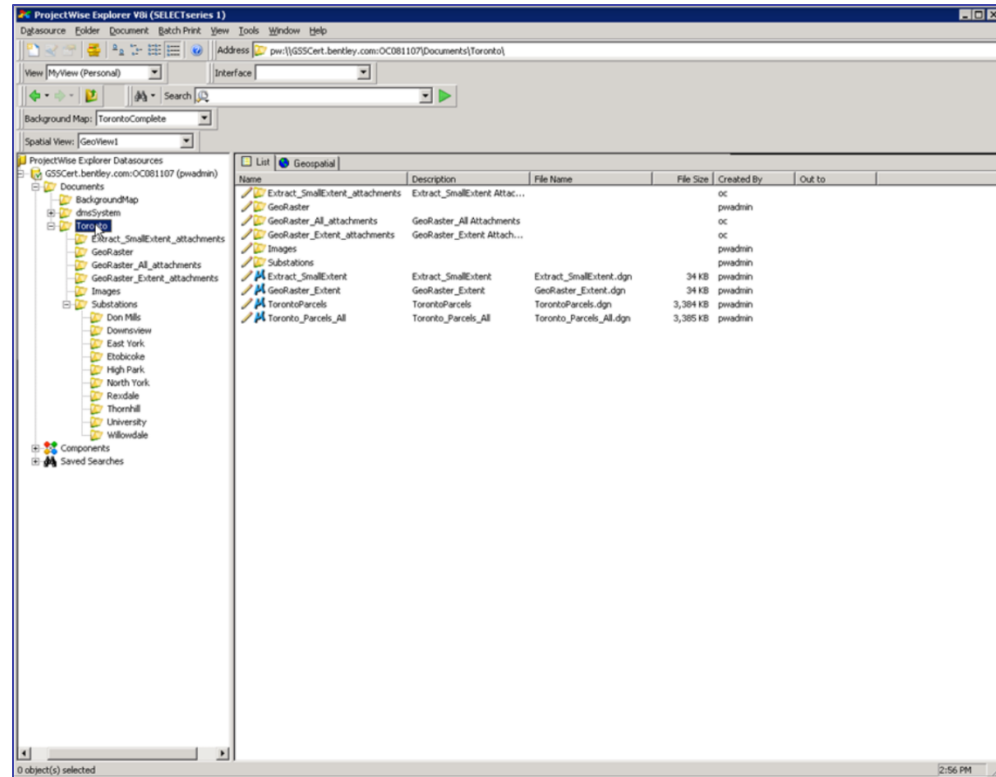 ProjectWise Explorer V8i (SELECTseries 1)
Datasource Folder Document Batch Print View Tools Window Help
Address pw:\\GSSCert.bentley.com:OC081107\Documents\Toronto\
View MyView (Personal) Interface
Search
Background Map: TorontoComplete
Spatial View: GeoView1
ProjectWise Explorer Datasources
GSSCert.bentley.com:OC081107 (pwadmin)
Documents
BackgroundMap
dmsSystem
Toronto
Extract_SmallExtent_attachments
GeoRaster
GeoRaster_All_attachments
GeoRaster_Extent_attachments
Images
Substations
Don Mills
Downsview
East York
Etobicoke
High Park
North York
Rexdale
Thornhill
University
Willowdale
Components
Saved Searches
List Geospatial
Name Description File Name File Size Created By Out to
Extract_SmallExtent_attachments Extract_SmallExtent Attac... oc
GeoRaster pwadmin
GeoRaster_All_attachments GeoRaster_All Attachments oc
GeoRaster_Extent_attachments GeoRaster_Extent Attach... oc
Images pwadmin
Substations pwadmin
Extract_SmallExtent Extract_SmallExtent Extract_SmallExtent.dgn 34 KB pwadmin
GeoRaster_Extent GeoRaster_Extent GeoRaster_Extent.dgn 34 KB pwadmin
TorontoParcels TorontoParcels TorontoParcels.dgn 3,384 KB pwadmin
Toronto_Parcels_All Toronto_Parcels_All Toronto_Parcels_All.dgn 3,385 KB pwadmin
0 object(s) selected 2:56 PM